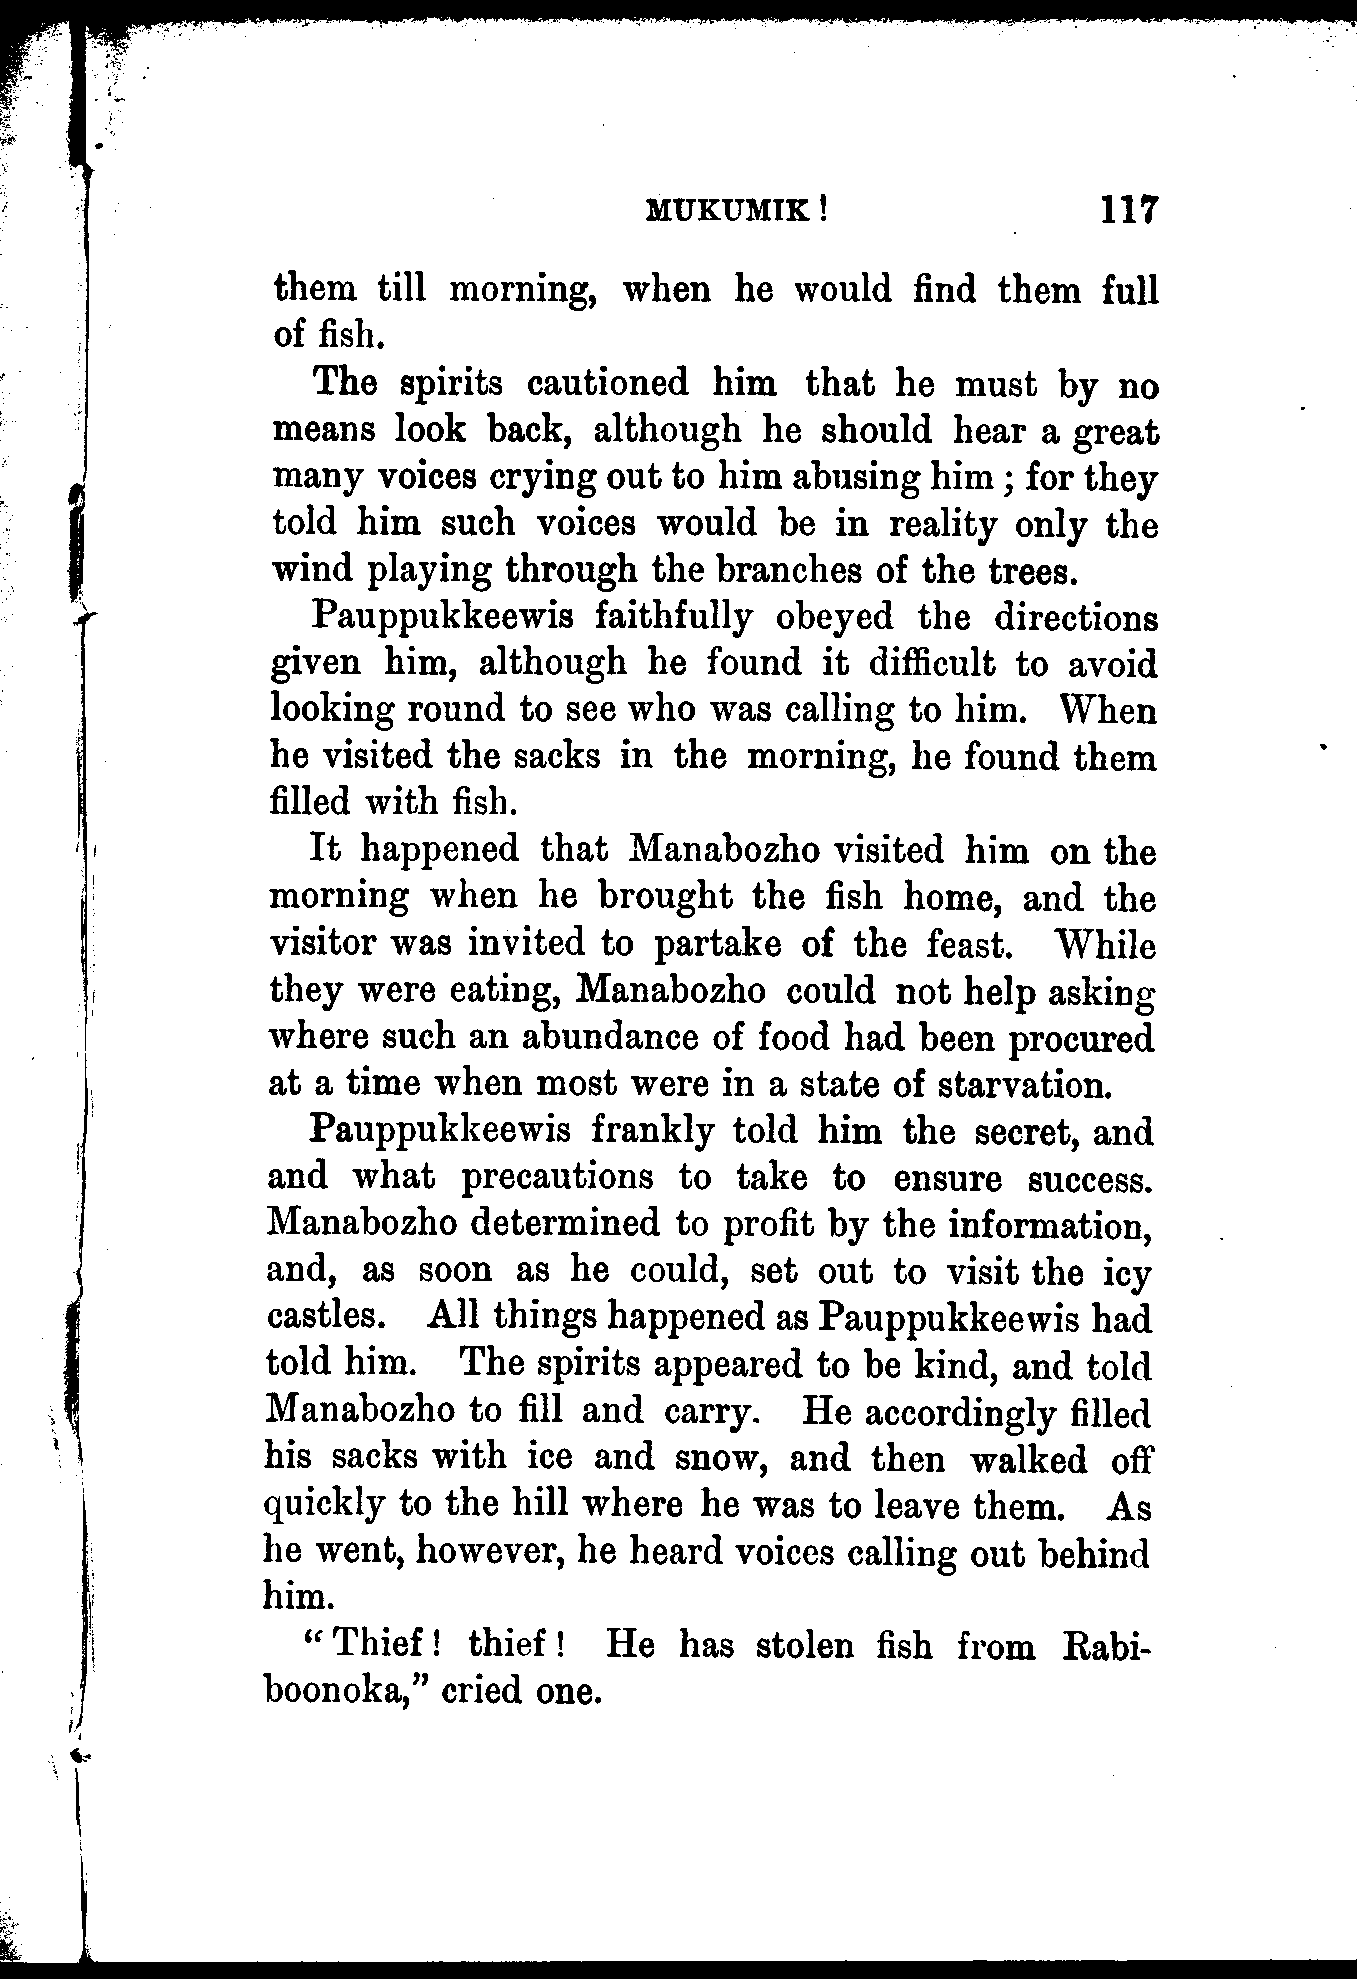 MUKUMIK! 117
them till morning, when he would find them full
of fish.
The spirits cautioned him that he must by no
means look back, although he should hear a great
many voices crying out to him abusing him; for they
told him such voices would be in reality only the
wind playing through the branches of the trees.
Pauppukkeewis faithfully obeyed the directions
given him, although he found it difficult to avoid
looking round to see who was calling to him. When
he visited the sacks in the morning, he found them
filled with fish.
It happened that Manabozho visited him on the
morning when he brought the fish home, and the
visitor was invited to partake of the feast. While
they were eating, Manabozho could not help asking
where such an abundance of food had been procured
at a time when most were in a state of starvation.
Pauppukkeewis frankly told him the secret, and
and what precautions to take to ensure success.
Manabozho determined to profit by the information,
and, as soon as he could, set out to visit the icy
castles. All things happened as Pauppukkeewis had
told him. The spirits appeared to be kind, and told
Manabozho to fill and carry. He accordingly filled
his sacks with ice and snow, and then walked off
quickly to the hill where he was to leave them. As
he went, however, he heard voices calling out behind
him.
"Thief! thief! He has stolen fish from Rabi-
boonoka," cried one.